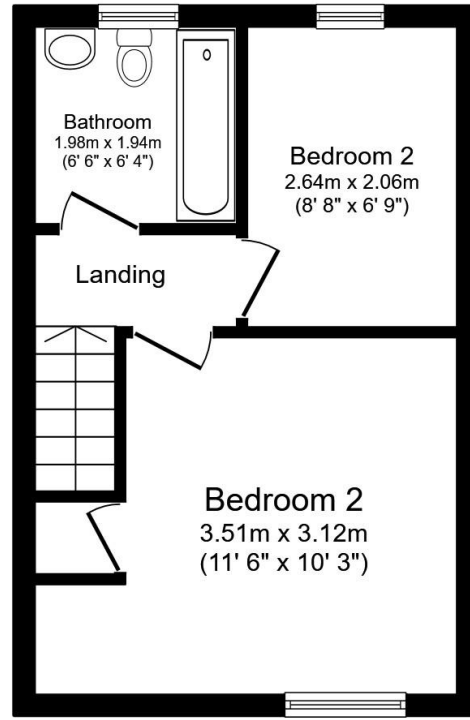 Bathroom
1.98m x 1.94m
(6' 6" x 6' 4")
Bedroom 2
2.64m x 2.06m
(8' 8" x 6' 9")
Landing
Bedroom 2
3.51m x 3.12m
(11' 6" x 10' 3")